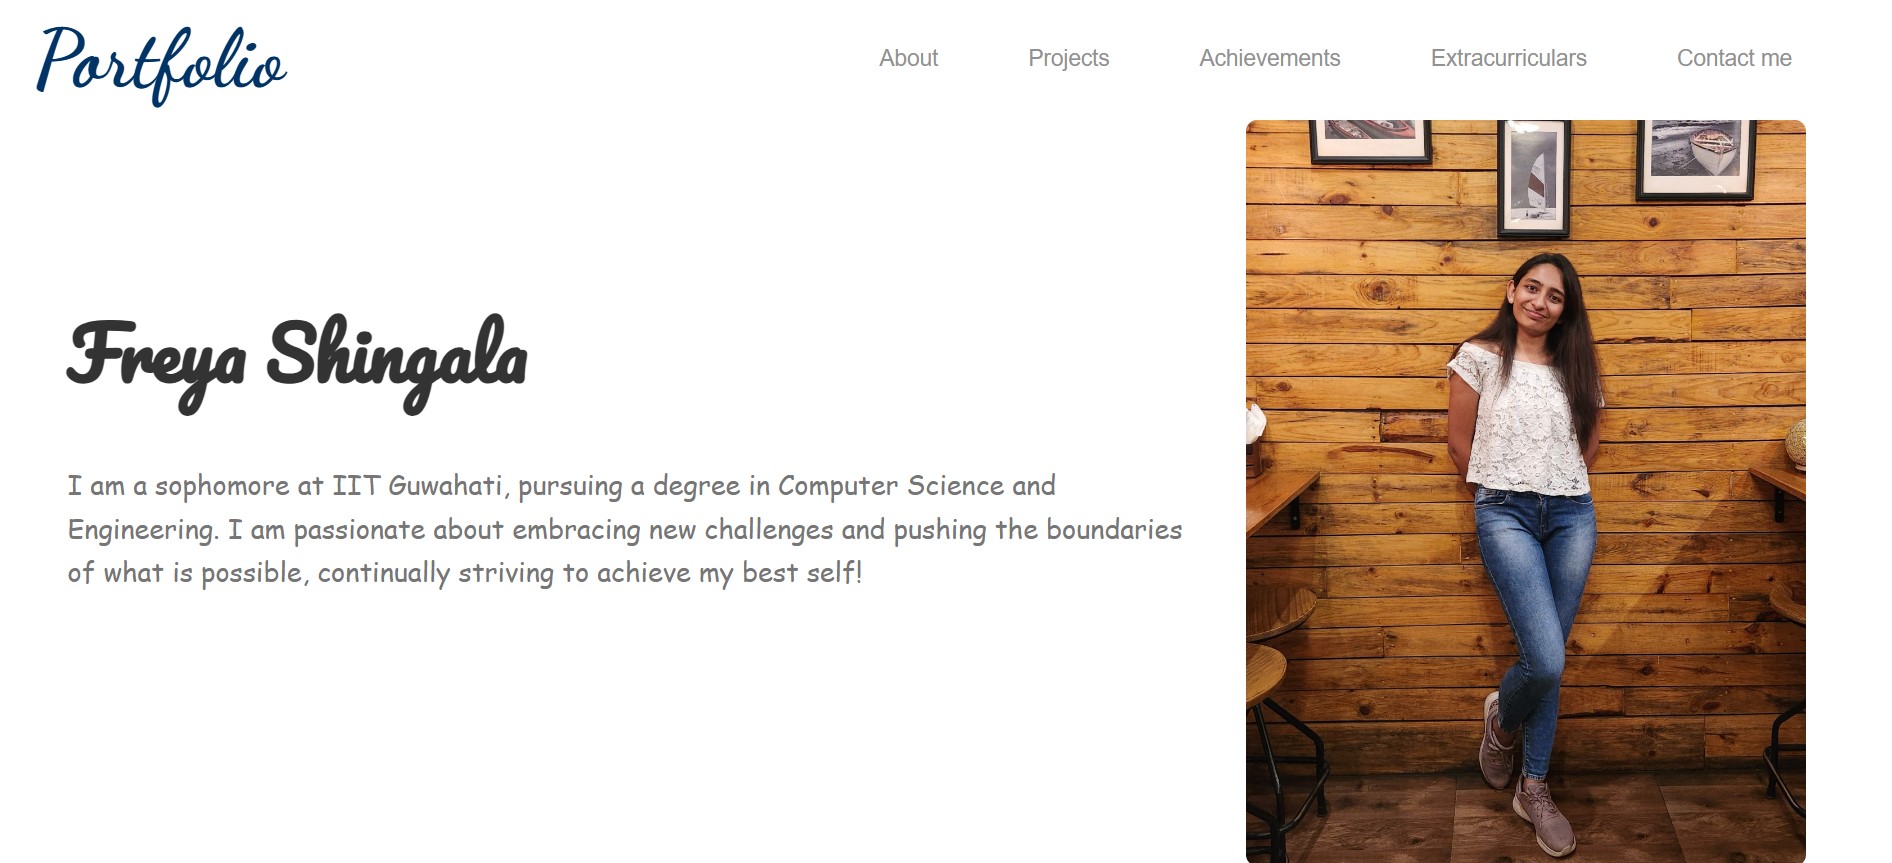 Portfolio
About Projects Achievements Extracurriculars Contact me
Freya Shingala
I am a sophomore at IIT Guwahati, pursuing a degree in Computer Science and
Engineering. I am passionate about embracing new challenges and pushing the boundaries
of what is possible, continually striving to achieve my best self!